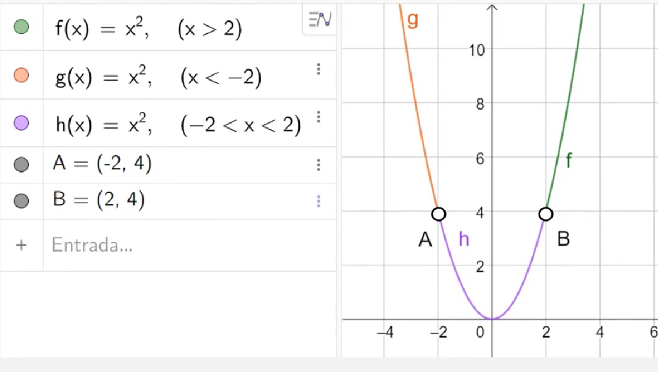 f(x) = x², (x > 2)
g(x) = x², (x < −2)
h(x) = x², (−2 < x < 2)
A = (-2, 4)
B = (2, 4)
+ Entrada...
g
10
8
6
f
4
A h B
2
−4 −2 0 2 4 6